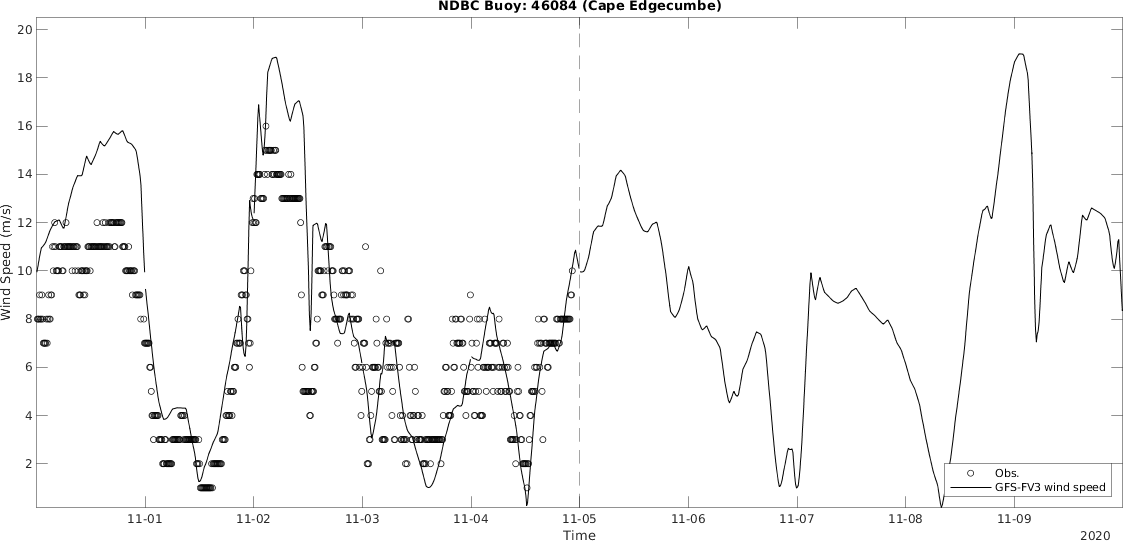 NDBC Buoy: 46084 (Cape Edgecumbe)
20
18
16
14
12
10
8
6
4
2
Wind Speed (m/s)
11-01 11-02 11-03 11-04 11-05 11-06 11-07 11-08 11-09
Time
2020
Obs.
GFS-FV3 wind speed